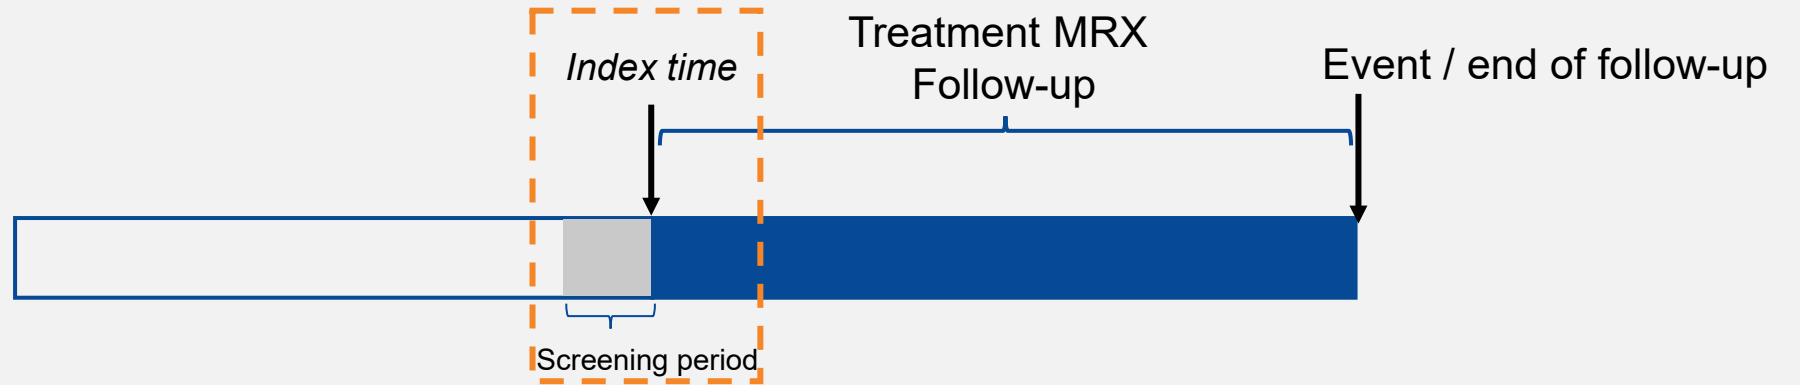 Treatment MRX
Follow-up
Index time
Event / end of follow-up
Screening period